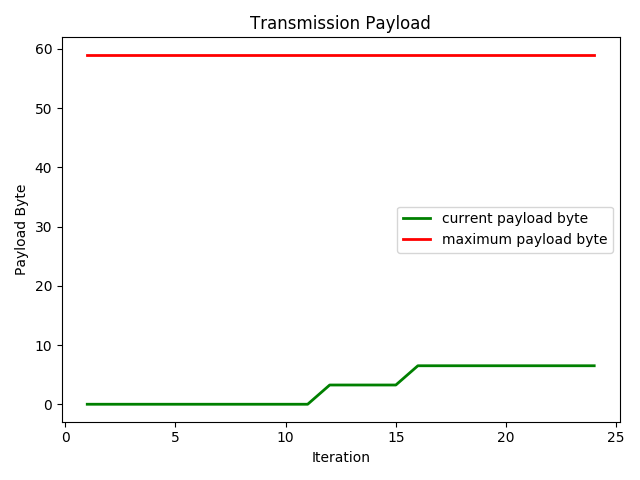 Transmission Payload
60
50
40
30
20
10
0
Payload Byte
current payload byte
maximum payload byte
0
5
10
15
20
25
Iteration